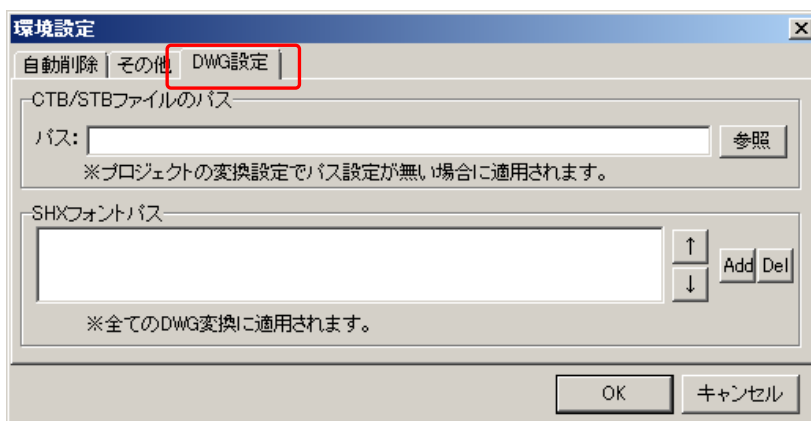 環境設定
自動削除 その他 DWG設定
CTB/STBファイルのパス
パス: 参照
※プロジェクトの変換設定でパス設定が無い場合に適用されます。
SHXフォントパス
↑
Add Del
↓
※全てのDWG変換に適用されます。
OK キャンセル